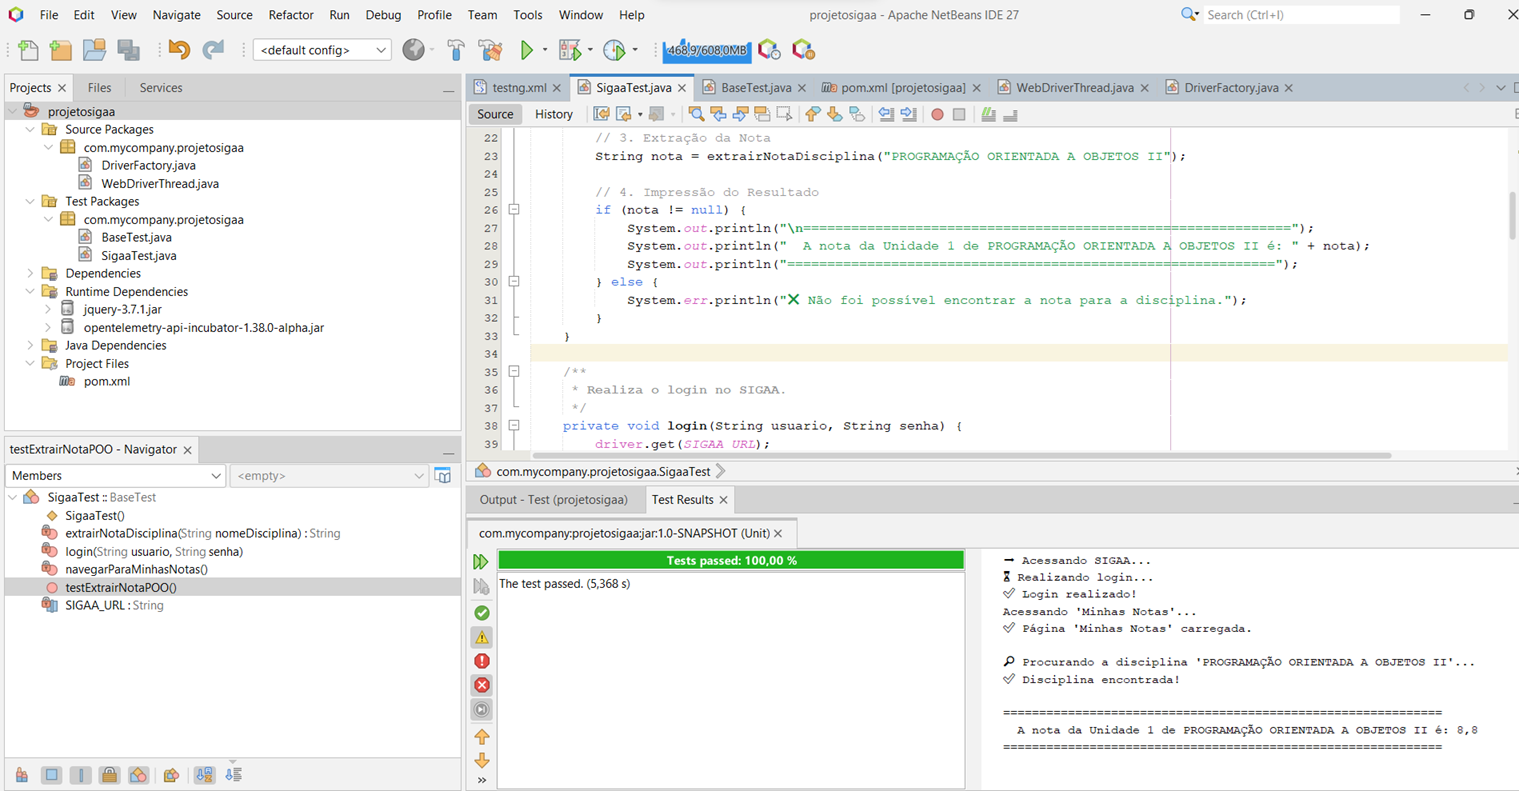 File Edit View Navigate Source Refactor Run Debug Profile Team Tools Window Help
projetosigaa - Apache NetBeans IDE 27
Search (Ctrl+I)
<default config>
468,9/608,0MB
Projects Files Services
projetosigaa
Source Packages
com.mycompany.projetosigaa
DriverFactory.java
WebDriverThread.java
Test Packages
com.mycompany.projetosigaa
BaseTest.java
SigaaTest.java
Dependencies
Runtime Dependencies
jquery-3.7.1.jar
opentelemetry-api-incubator-1.38.0-alpha.jar
Java Dependencies
Project Files
pom.xml
testExtrairNotaPOO - Navigator
Members
<empty>
SigaaTest :: BaseTest
SigaaTest()
extrairNotaDisciplina(String nomeDisciplina) : String
login(String usuario, String senha)
navegarParaMinhasNotas()
testExtrairNotaPOO()
SIGAA_URL : String
testng.xml SigaaTest.java BaseTest.java pom.xml [projetosigaa] WebDriverThread.java DriverFactory.java
Source History
22 // 3. Extração da Nota
23 String nota = extrairNotaDisciplina("PROGRAMAÇÃO ORIENTADA A OBJETOS II");
24
25 // 4. Impressão do Resultado
26 if (nota != null) {
27 System.out.println("\n=============================================================");
28 System.out.println("  A nota da Unidade 1 de PROGRAMAÇÃO ORIENTADA A OBJETOS II é: " + nota);
29 System.out.println("=============================================================");
30 } else {
31 System.err.println("❌ Não foi possível encontrar a nota para a disciplina.");
32 }
33 }
34
35 /**
36 * Realiza o login no SIGAA.
37 */
38 private void login(String usuario, String senha) {
39 driver.get(SIGAA_URL);
com.mycompany.projetosigaa.SigaaTest
Output - Test (projetosigaa) Test Results
com.mycompany:projetosigaa:jar:1.0-SNAPSHOT (Unit)
Tests passed: 100,00 %
The test passed. (5,368 s)
➡ Acessando SIGAA...
⌛ Realizando login...
✅ Login realizado!
Acessando 'Minhas Notas'...
✅ Página 'Minhas Notas' carregada.
🔎 Procurando a disciplina 'PROGRAMAÇÃO ORIENTADA A OBJETOS II'...
✅ Disciplina encontrada!
=============================================================
A nota da Unidade 1 de PROGRAMAÇÃO ORIENTADA A OBJETOS II é: 8,8
=============================================================